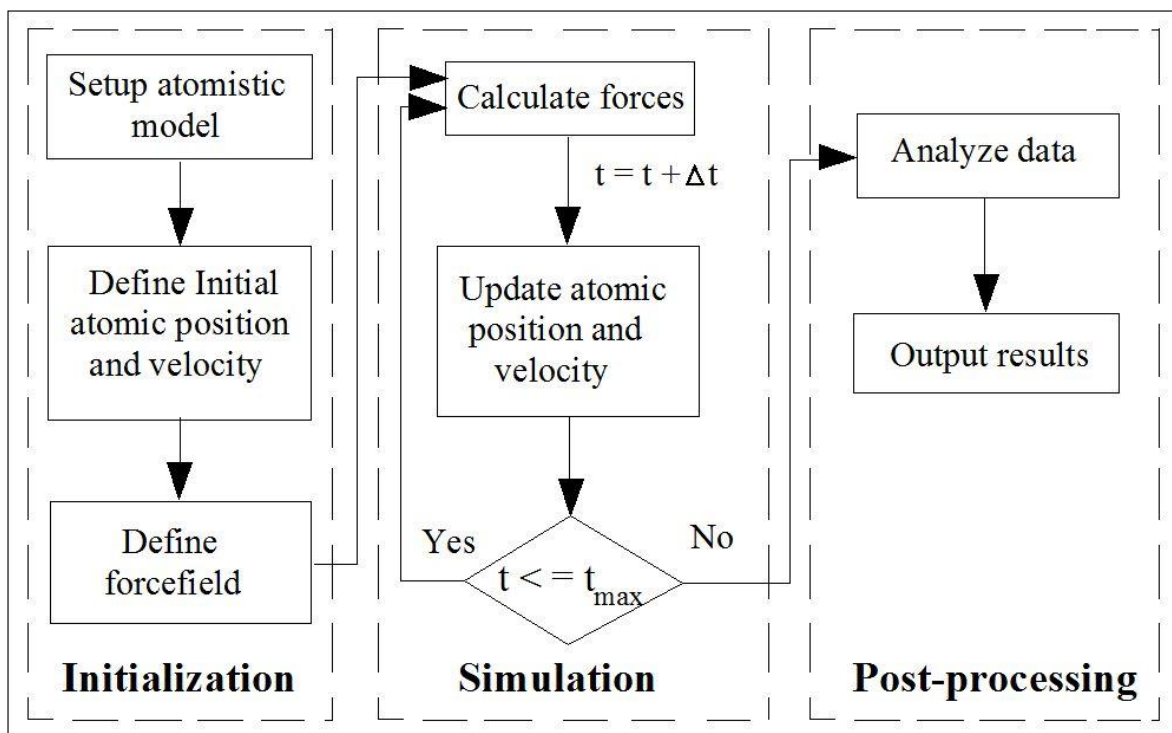 Setup atomistic
model
Define Initial
atomic position
and velocity
Define
forcefield
Initialization
Calculate forces
t = t + Δt
Update atomic
position and
velocity
Yes
No
t < = tmax
Simulation
Analyze data
Output results
Post-processing